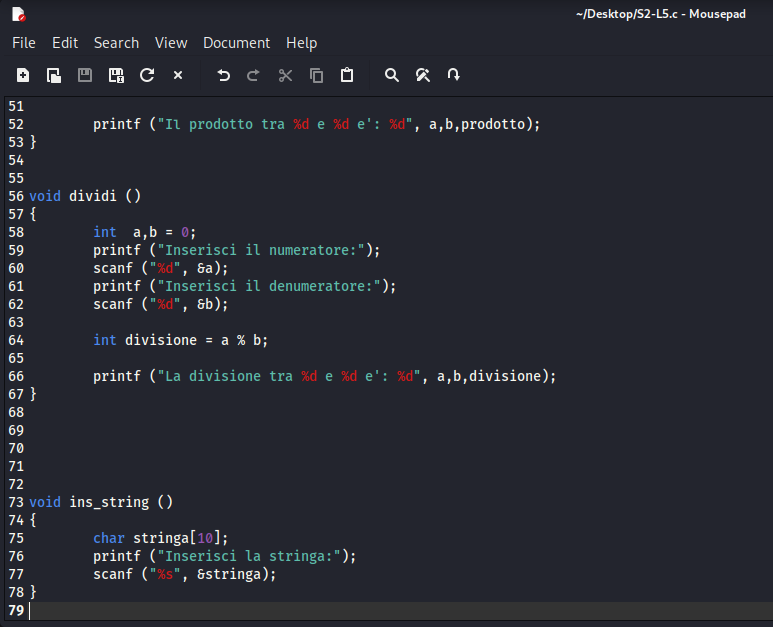 ~/Desktop/S2-L5.c - Mousepad
File Edit Search View Document Help
51
52 printf ("Il prodotto tra %d e %d e': %d", a,b,prodotto);
53 }
54
55
56 void dividi ()
57 {
58 int  a,b = 0;
59 printf ("Inserisci il numeratore:");
60 scanf ("%d", &a);
61 printf ("Inserisci il denumeratore:");
62 scanf ("%d", &b);
63
64 int divisione = a % b;
65
66 printf ("La divisione tra %d e %d e': %d", a,b,divisione);
67 }
68
69
70
71
72
73 void ins_string ()
74 {
75 char stringa[10];
76 printf ("Inserisci la stringa:");
77 scanf ("%s", &stringa);
78 }
79